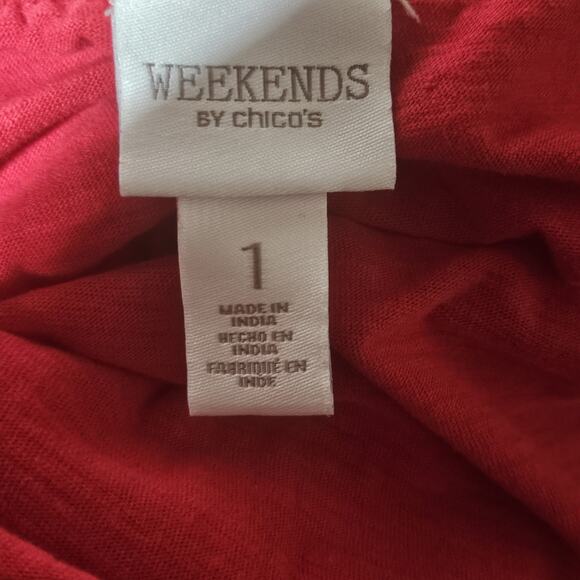 WEEKENDS
BY chico's
1
MADE IN
INDIA
HECHO EN
INDIA
FABRIQUÉ EN
INDE